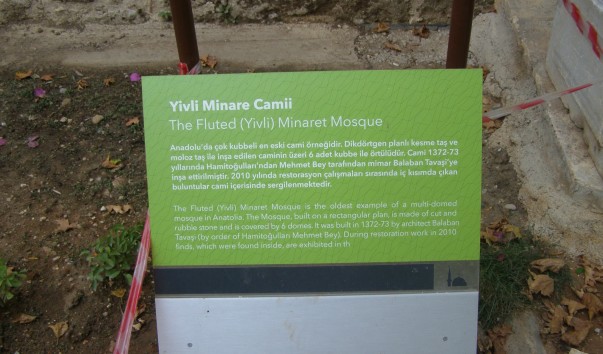 Yivli Minare Camii
The Fluted (Yivli) Minaret Mosque
Anadolu'da çok kubbeli en eski cami örneğidir. Dikdörtgen planlı kesme taş ve
moloz taş ila inşa edilen caminin üzeri 6 adet kubbe ile örtülüdür. Cami 1372-73
yıllarında Hamitoğulları'ndan Mehmet Bey tarafından mimar Balaban Tavaşi'ye
inşa ettirilmiştir. 2010 yılında restorasyon çalışmaları sırasında iç kısımda çıkan
buluntular cami içerisinde sergilenmektedir.
The Fluted (Yivli) Minaret Mosque is the oldest example of a multi-domed
mosque in Anatolia. The Mosque, built on a rectangular plan, is made of cut and
rubble stone and is covered by 6 domes. It was built in 1372-73 by architect Balaban
Tavaşi (by order of Hamitoğulları Mehmet Bey). During restoration work in 2010
finds, which were found inside, are exhibited in th